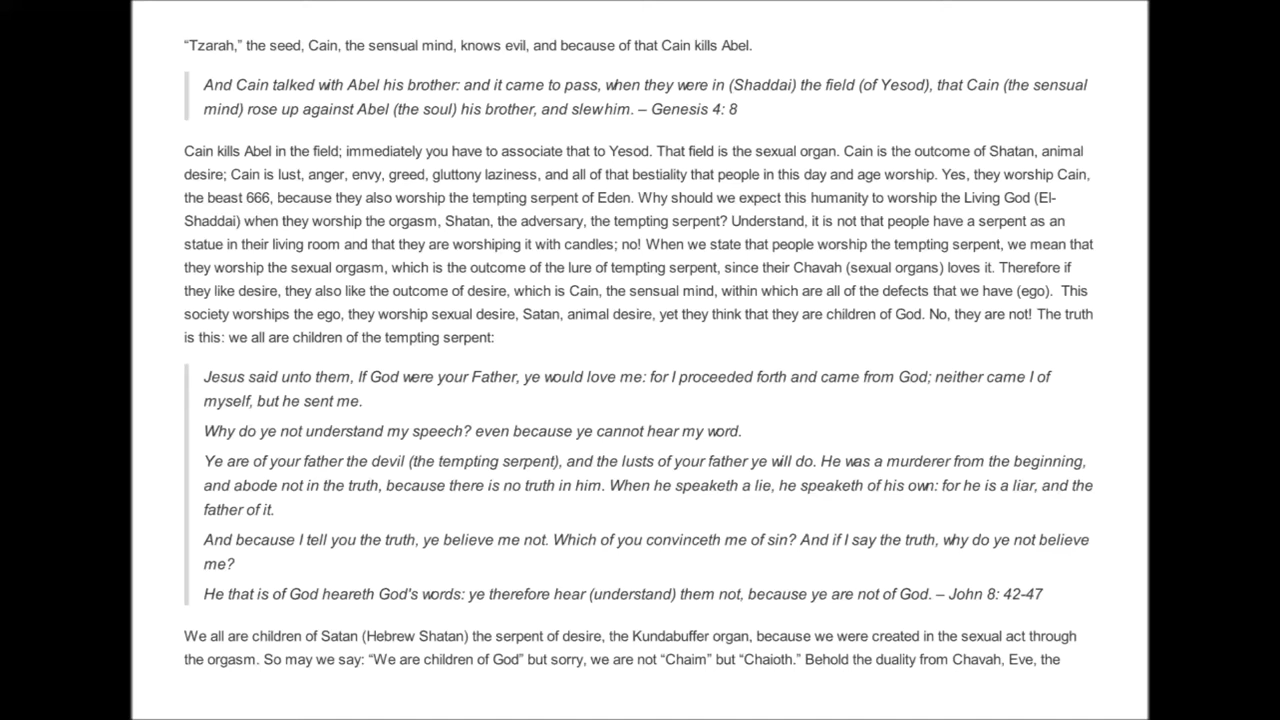 “Tzarah,” the seed, Cain, the sensual mind, knows evil, and because of that Cain kills Abel.
And Cain talked with Abel his brother: and it came to pass, when they were in (Shaddai) the field (of Yesod), that Cain (the sensual
mind) rose up against Abel (the soul) his brother, and slew him. – Genesis 4: 8
Cain kills Abel in the field; immediately you have to associate that to Yesod. That field is the sexual organ. Cain is the outcome of Shatan, animal
desire; Cain is lust, anger, envy, greed, gluttony laziness, and all of that bestiality that people in this day and age worship. Yes, they worship Cain,
the beast 666, because they also worship the tempting serpent of Eden. Why should we expect this humanity to worship the Living God (El-
Shaddai) when they worship the orgasm, Shatan, the adversary, the tempting serpent? Understand, it is not that people have a serpent as an
statue in their living room and that they are worshiping it with candles; no! When we state that people worship the tempting serpent, we mean that
they worship the sexual orgasm, which is the outcome of the lure of tempting serpent, since their Chavah (sexual organs) loves it. Therefore if
they like desire, they also like the outcome of desire, which is Cain, the sensual mind, within which are all of the defects that we have (ego). This
society worships the ego, they worship sexual desire, Satan, animal desire, yet they think that they are children of God. No, they are not! The truth
is this: we all are children of the tempting serpent:
Jesus said unto them, If God were your Father, ye would love me: for I proceeded forth and came from God; neither came I of
myself, but he sent me.
Why do ye not understand my speech? even because ye cannot hear my word.
Ye are of your father the devil (the tempting serpent), and the lusts of your father ye will do. He was a murderer from the beginning,
and abode not in the truth, because there is no truth in him. When he speaketh a lie, he speaketh of his own: for he is a liar, and the
father of it.
And because I tell you the truth, ye believe me not. Which of you convinceth me of sin? And if I say the truth, why do ye not believe
me?
He that is of God heareth God's words: ye therefore hear (understand) them not, because ye are not of God. – John 8: 42-47
We all are children of Satan (Hebrew Shatan) the serpent of desire, the Kundabuffer organ, because we were created in the sexual act through
the orgasm. So may we say: “We are children of God” but sorry, we are not “Chaim” but “Chaioth.” Behold the duality from Chavah, Eve, the